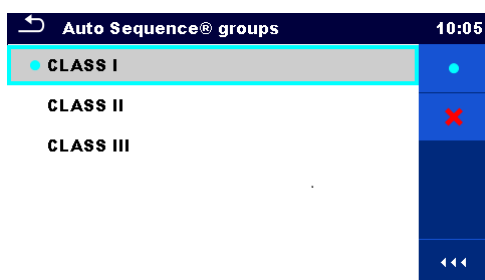 Auto Sequence® groups 10:05
CLASS I
CLASS II
CLASS III